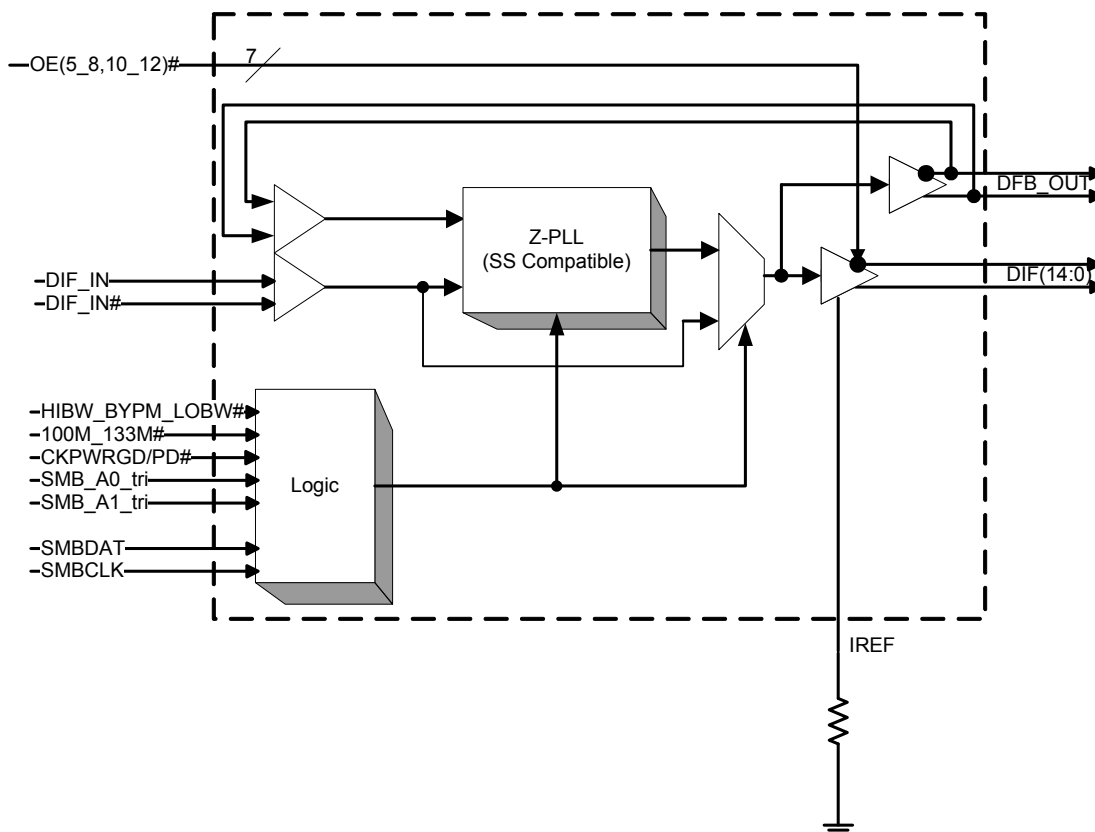 OE(5_8,10_12)#
7
DFB_OUT
Z-PLL
(SS Compatible)
DIF_IN
DIF_IN#
DIF(14:0)
HIBW_BYPM_LOBW#
100M_133M#
CKPWRGD/PD#
SMB_A0_tri
SMB_A1_tri
Logic
SMBDAT
SMBCLK
IREF